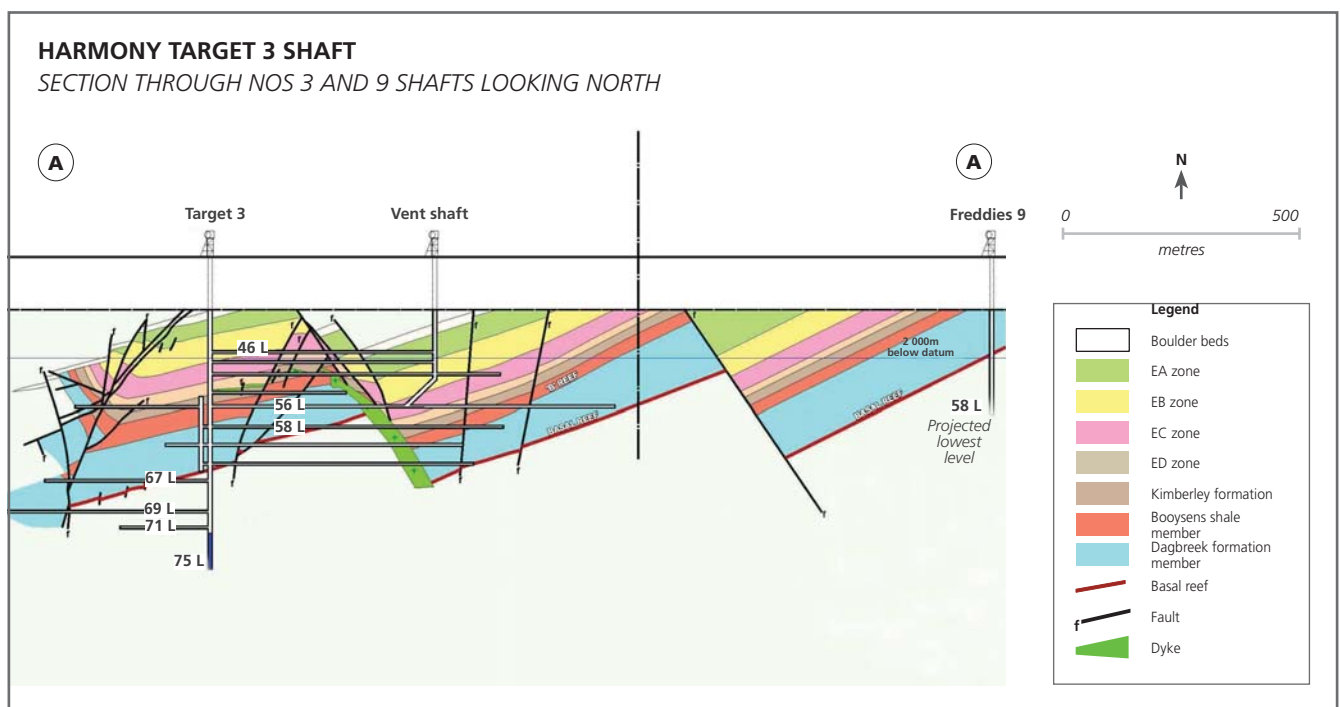 HARMONY TARGET 3 SHAFT
SECTION THROUGH NOS 3 AND 9 SHAFTS LOOKING NORTH
A
A
N
Target 3
Vent shaft
Freddies 9
0
500
metres
46 L
56 L
58 L
67 L
69 L
71 L
75 L
'B' REEF
BASAL REEF
2 000m
below datum
BASAL REEF
58 L
Projected
lowest
level
f
f
f
f
f
f
f
f
f
f
f
f
f
f
Legend
Boulder beds
EA zone
EB zone
EC zone
ED zone
Kimberley formation
Booysens shale
member
Dagbreek formation
member
Basal reef
f
Fault
Dyke